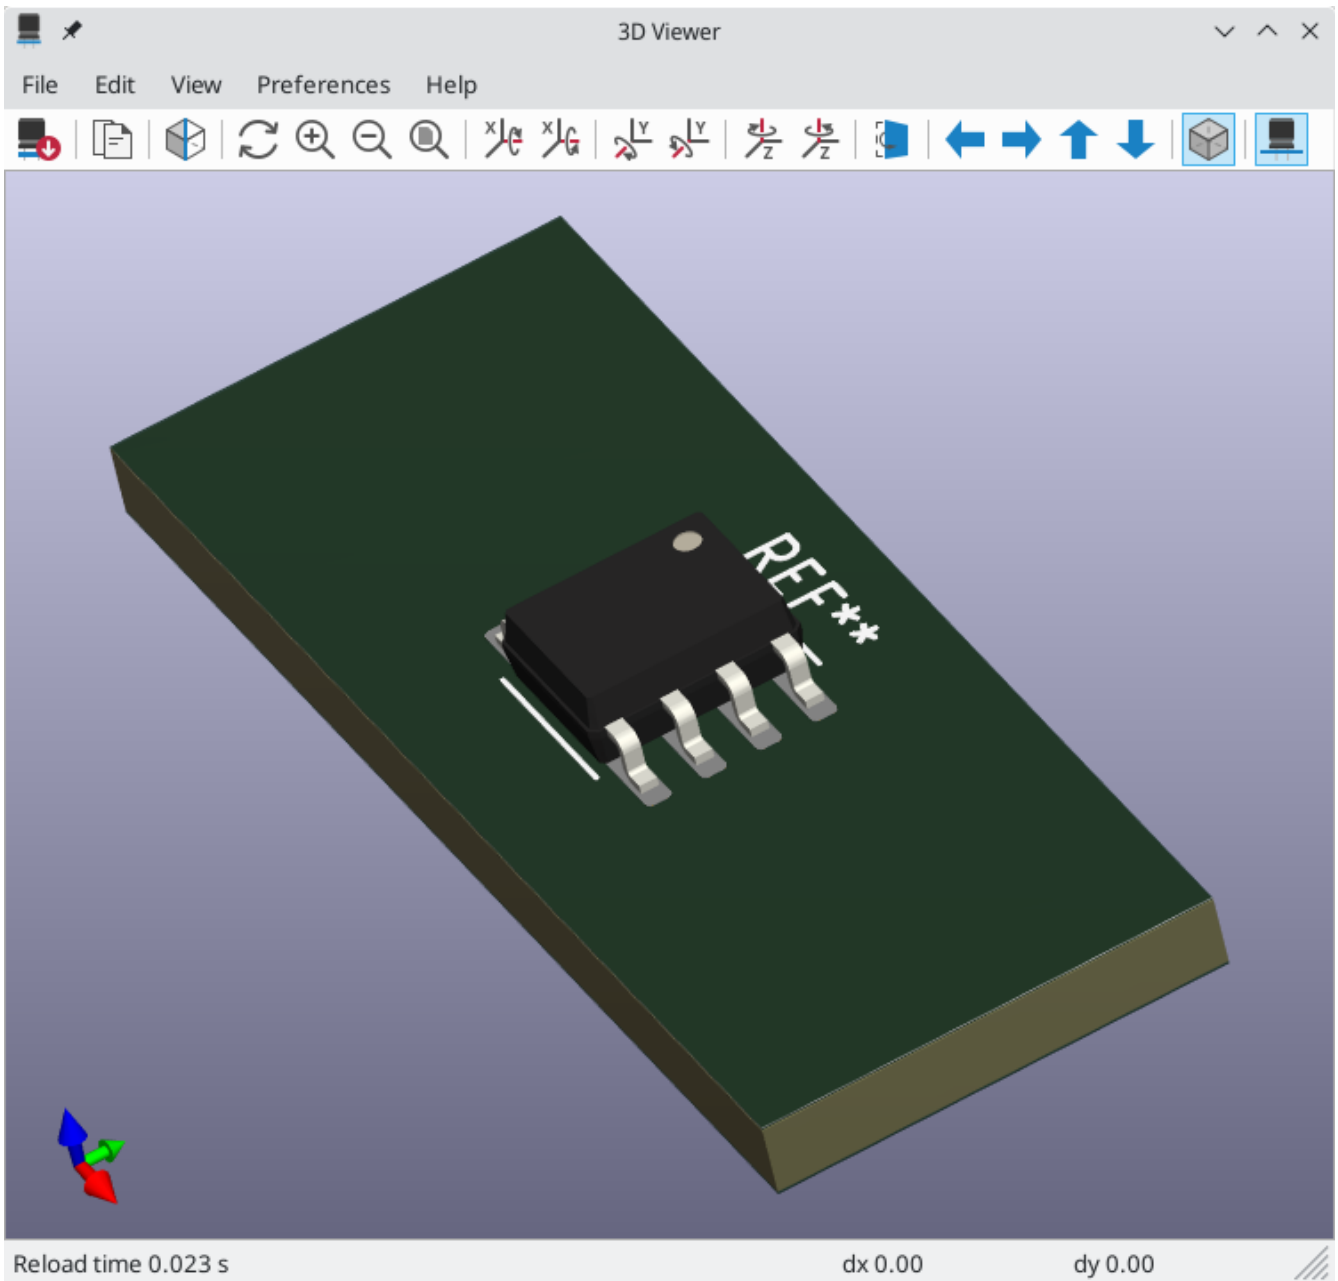 3D Viewer
File Edit View Preferences Help
X X Y Y Z Z
REF**
Reload time 0.023 s dx 0.00 dy 0.00